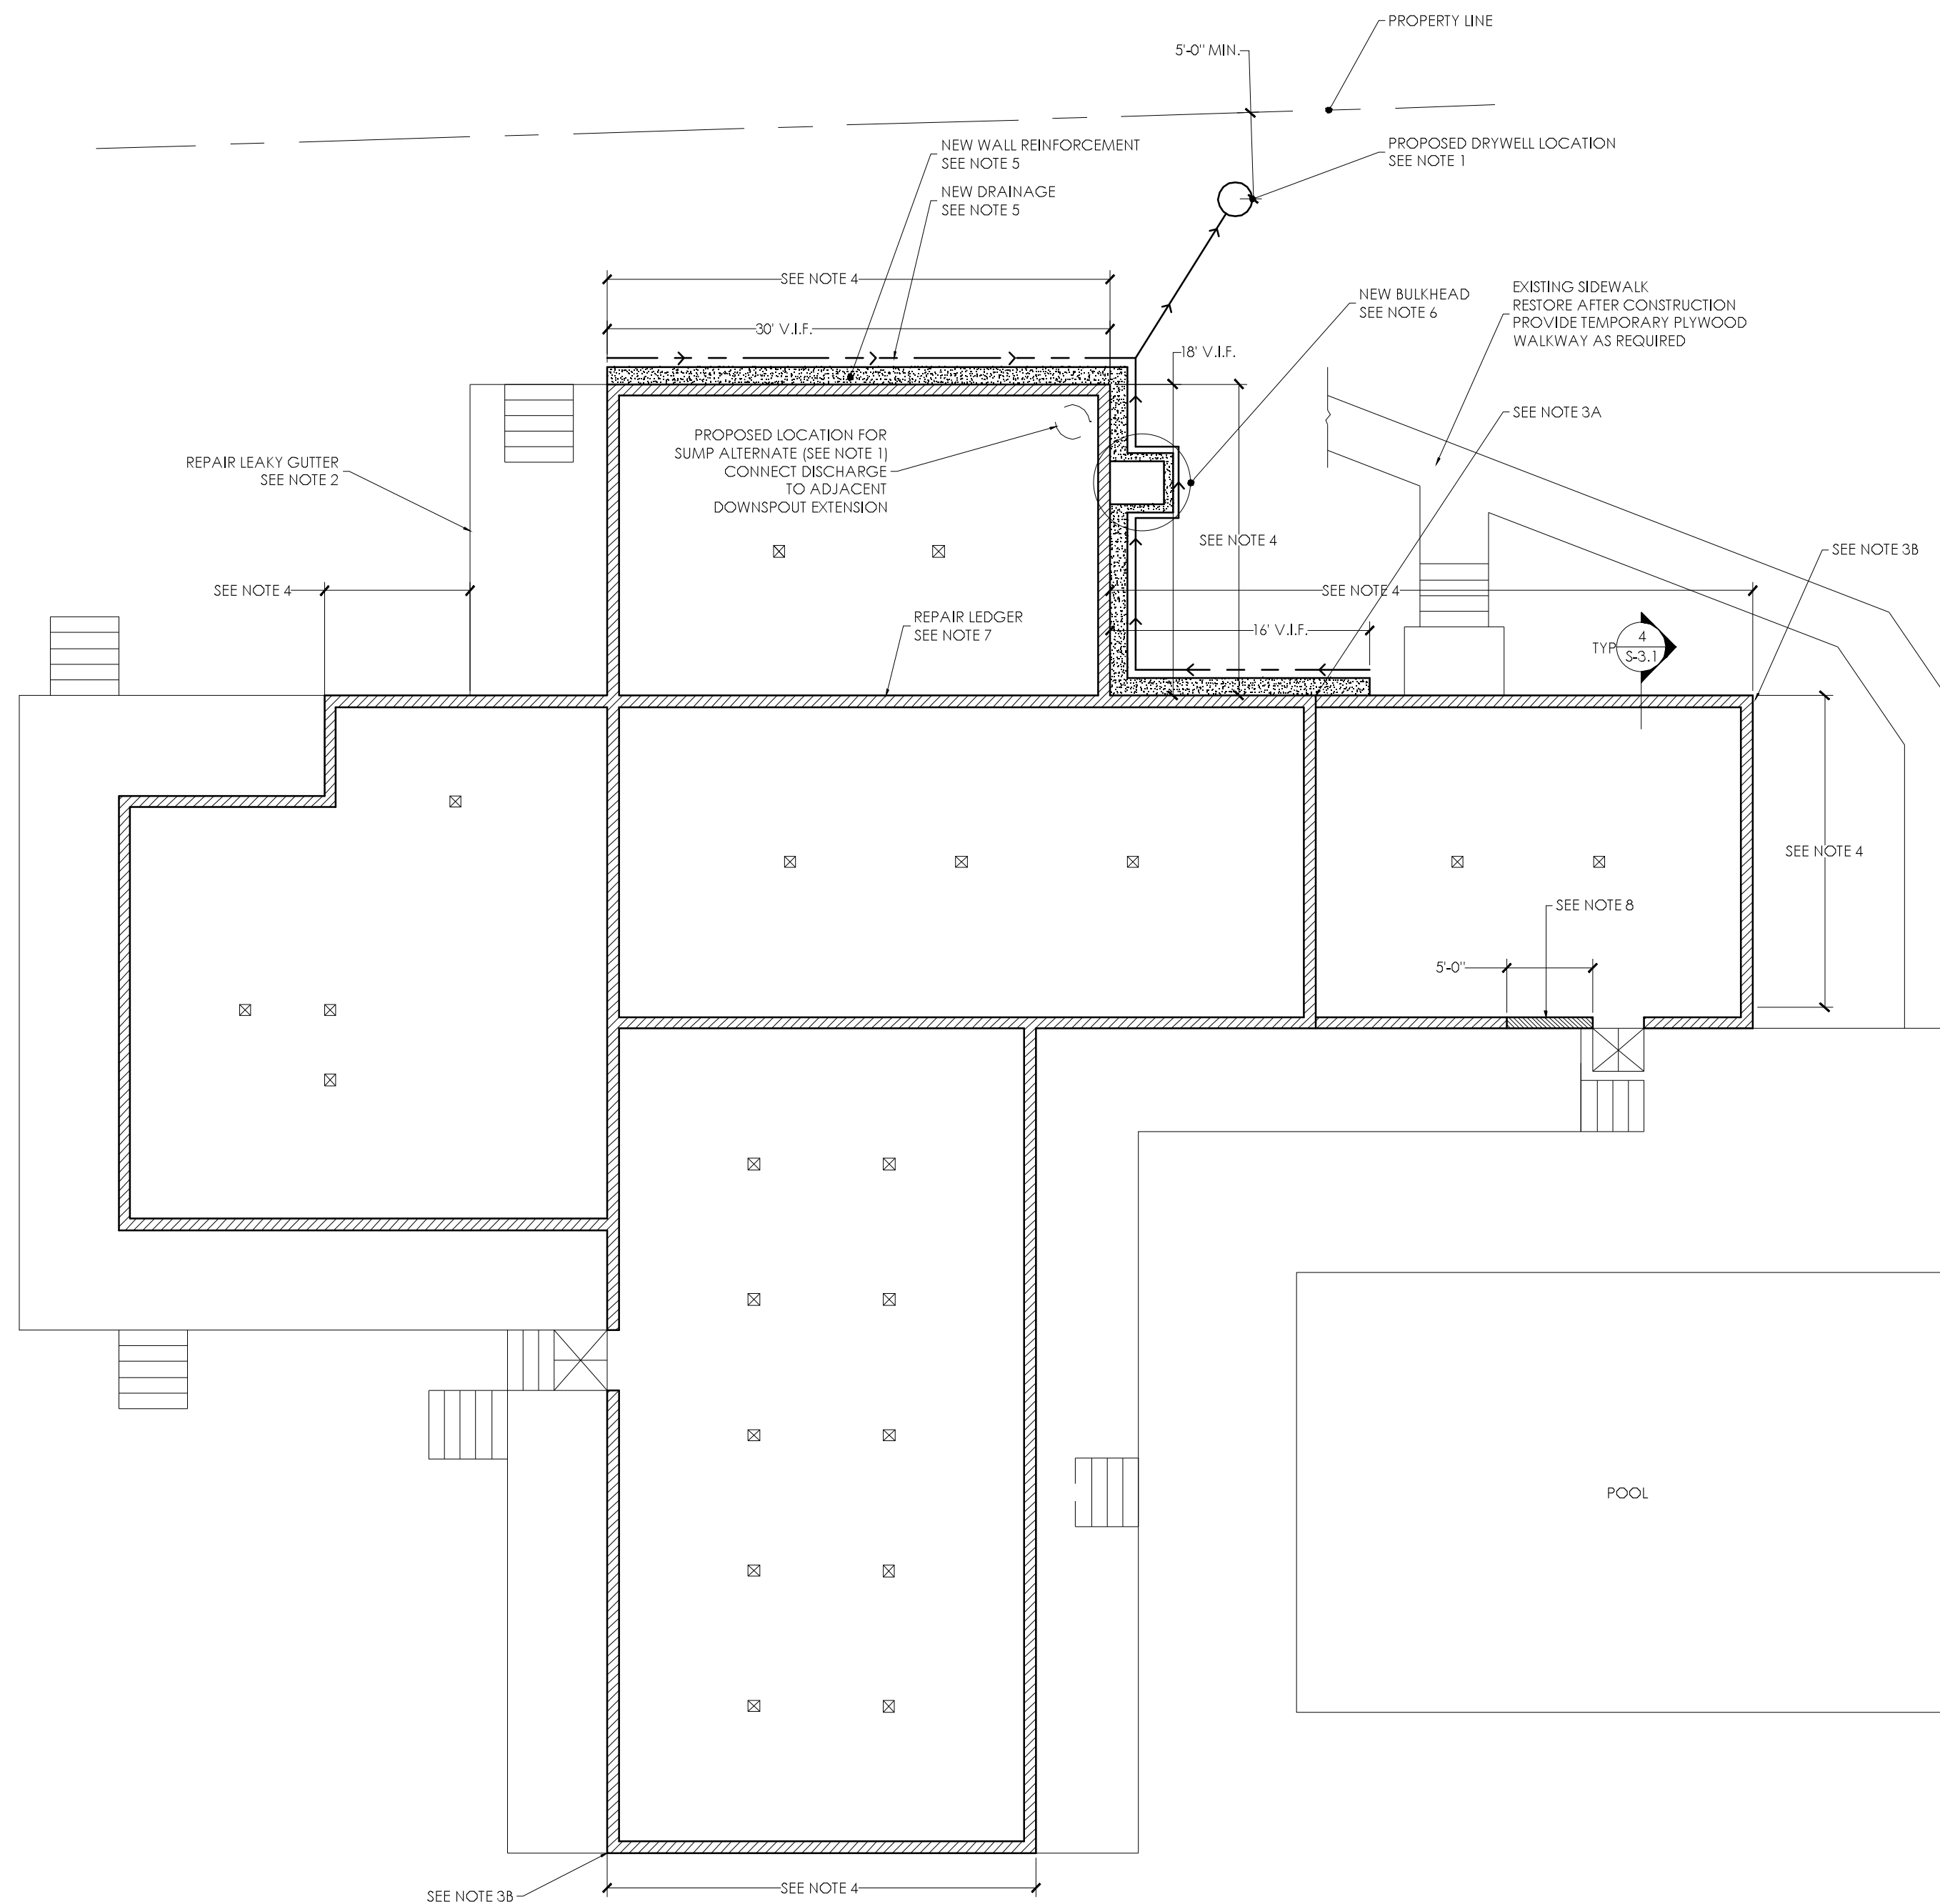 PROPERTY LINE
5'-0" MIN.
NEW WALL REINFORCEMENT
SEE NOTE 5
PROPOSED DRYWELL LOCATION
SEE NOTE 1
NEW DRAINAGE
SEE NOTE 5
SEE NOTE 4
NEW BULKHEAD
SEE NOTE 6
EXISTING SIDEWALK
RESTORE AFTER CONSTRUCTION
PROVIDE TEMPORARY PLYWOOD
WALKWAY AS REQUIRED
30' V.I.F.
18' V.I.F.
SEE NOTE 3A
PROPOSED LOCATION FOR
SUMP ALTERNATE (SEE NOTE 1)
CONNECT DISCHARGE
TO ADJACENT
DOWNSPOUT EXTENSION
REPAIR LEAKY GUTTER
SEE NOTE 2
SEE NOTE 4
SEE NOTE 3B
SEE NOTE 4
SEE NOTE 4
REPAIR LEDGER
SEE NOTE 7
16' V.I.F.
TYP
4
S-3.1
SEE NOTE 4
SEE NOTE 8
5'-0"
POOL
SEE NOTE 4
SEE NOTE 3B